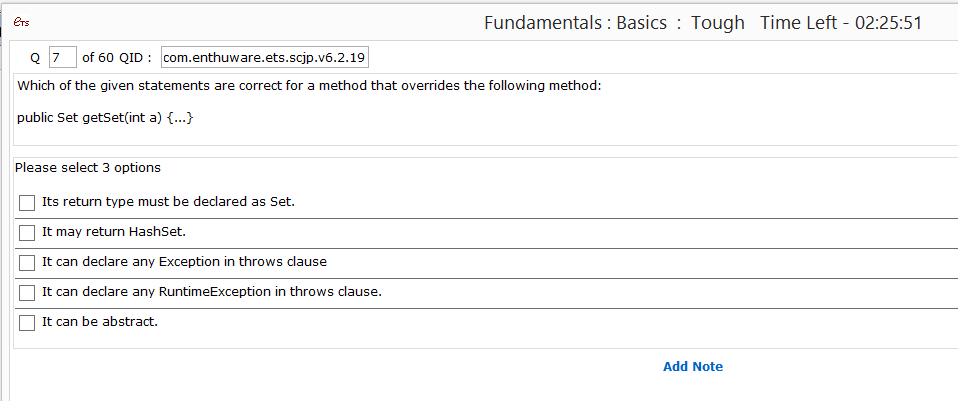 ETS Fundamentals : Basics : Tough Time Left - 02:25:51
Q 7 of 60 QID : com.enthuware.ets.scjp.v6.2.19
Which of the given statements are correct for a method that overrides the following method:
public Set getSet(int a) {...}
Please select 3 options
Its return type must be declared as Set.
It may return HashSet.
It can declare any Exception in throws clause
It can declare any RuntimeException in throws clause.
It can be abstract.
Add Note